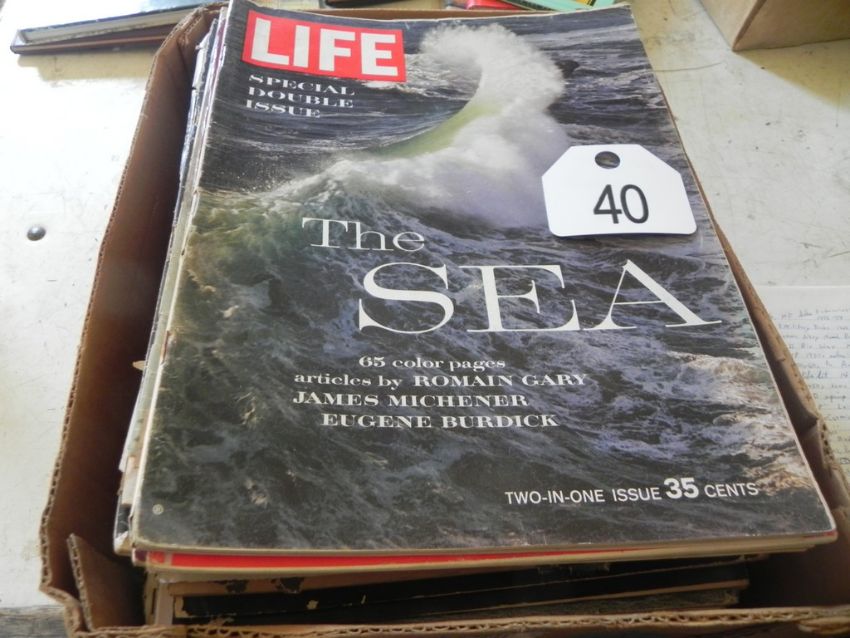 LIFE
SPECIAL
DOUBLE
ISSUE
40
The
SEA
65 color pages
articles by ROMAIN GARY
JAMES MICHENER
EUGENE BURDICK
TWO-IN-ONE ISSUE 35 CENTS
®